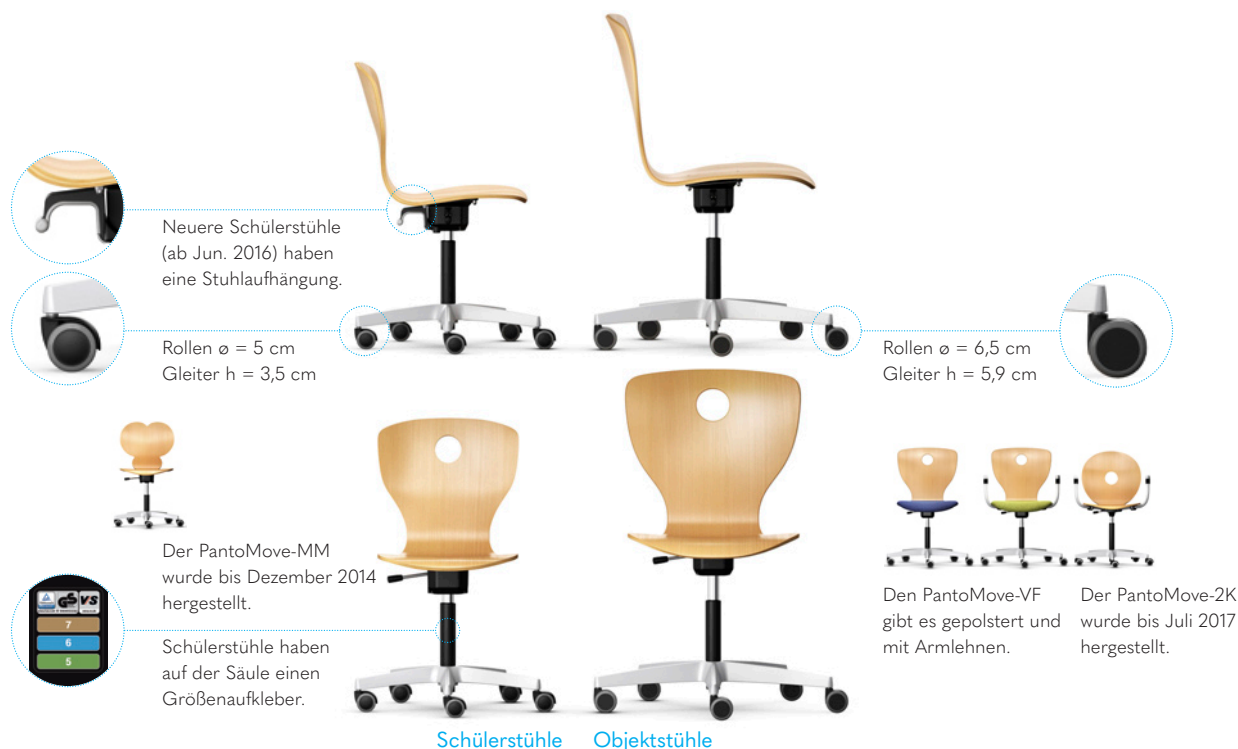 Neuere Schülerstühle
(ab Jun. 2016) haben
eine Stuhlaufhängung.
Rollen ø = 5 cm
Gleiter h = 3,5 cm
Rollen ø = 6,5 cm
Gleiter h = 5,9 cm
Der PantoMove-MM
wurde bis Dezember 2014
hergestellt.
GS
VS
7
6
5
Schülerstühle haben
auf der Säule einen
Größenaufkleber.
Den PantoMove-VF
gibt es gepolstert und
mit Armlehnen.
Der PantoMove-2K
wurde bis Juli 2017
hergestellt.
Schülerstühle
Objektstühle